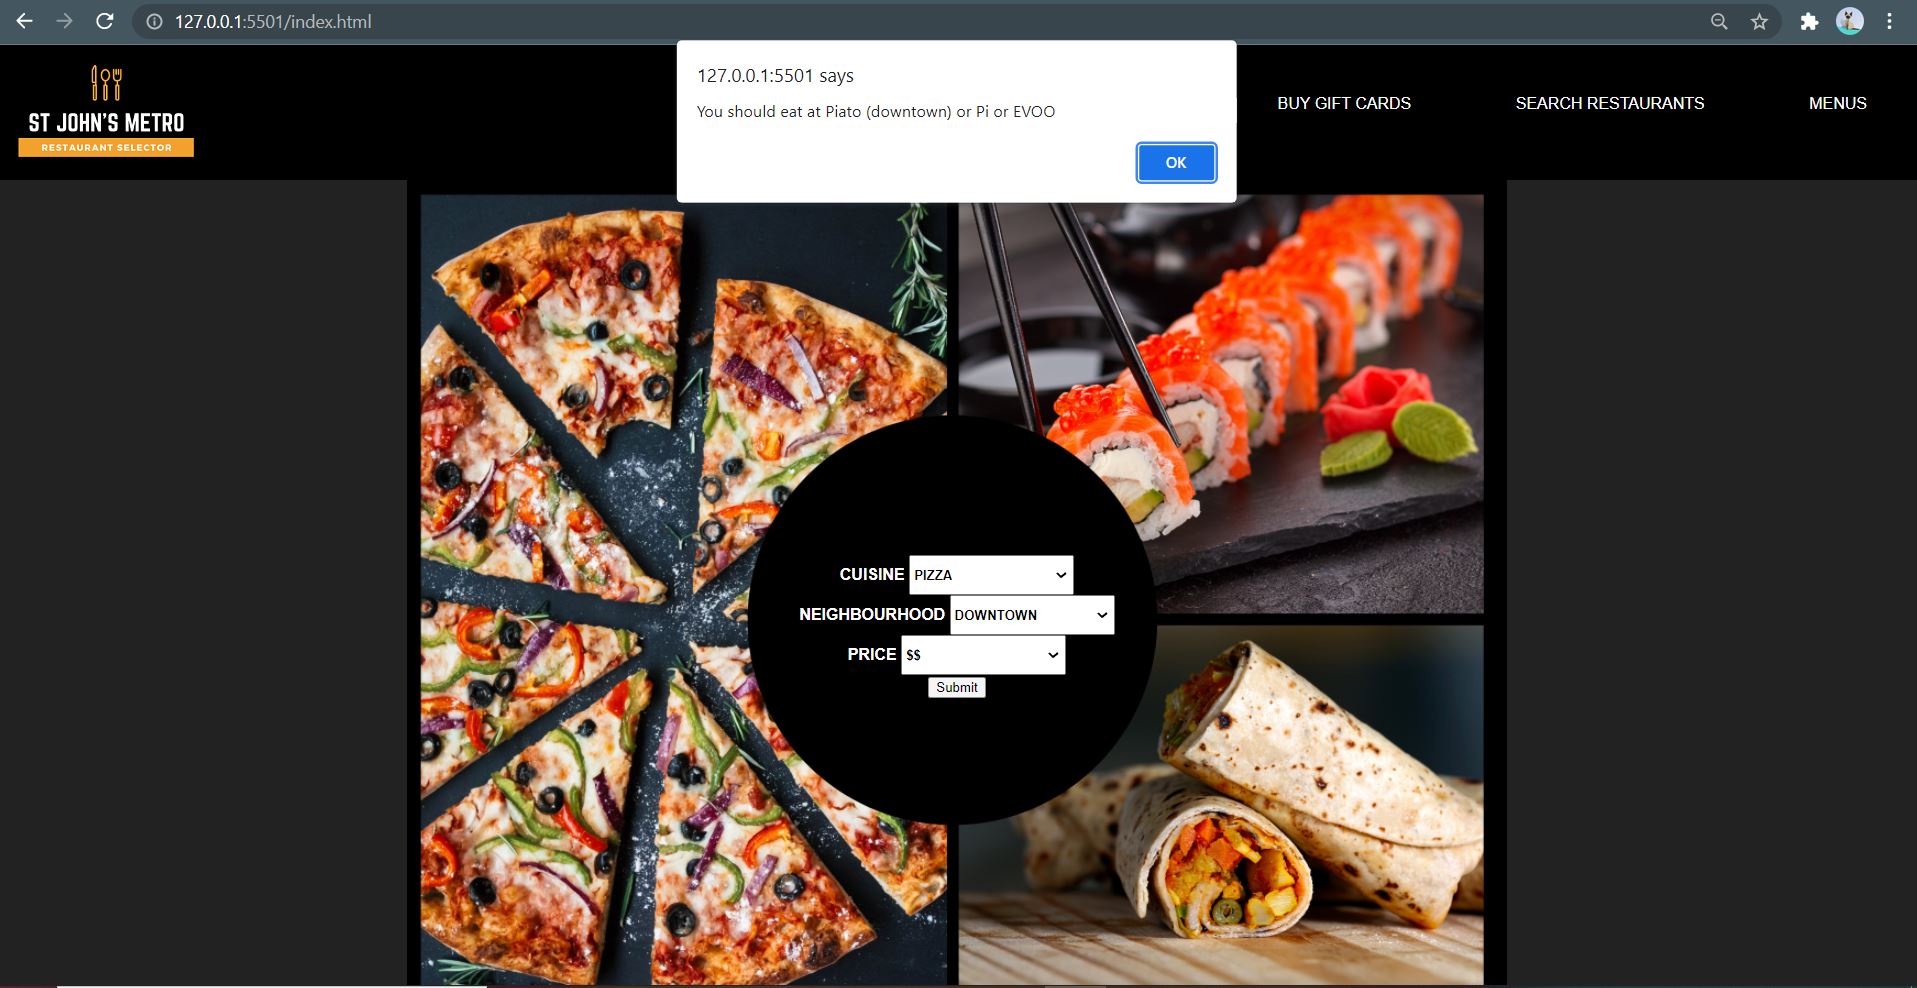 127.0.0.1:5501/index.html
127.0.0.1:5501 says
You should eat at Piato (downtown) or Pi or EVOO
OK
ST JOHN'S METRO
RESTAURANT SELECTOR
BUY GIFT CARDS
SEARCH RESTAURANTS
MENUS
CUISINE PIZZA
NEIGHBOURHOOD DOWNTOWN
PRICE $$
Submit